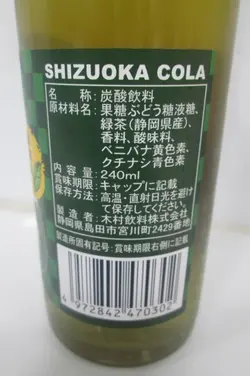 SHIZUOKA COLA
名称:炭酸飲料
原材料名:果糖ぶどう糖液糖、
緑茶(静岡県産)、
香料、酸味料、
ベニバナ黄色素、
クチナシ青色素
内容量:240ml
賞味期限:キャップに記載
保存方法:高温・直射日光を避け
て保存してください。
製造者:木村飲料株式会社
静岡県島田市宮川町2429番地
製造所固有記号:賞味期限右側に記載
4 972842 470302